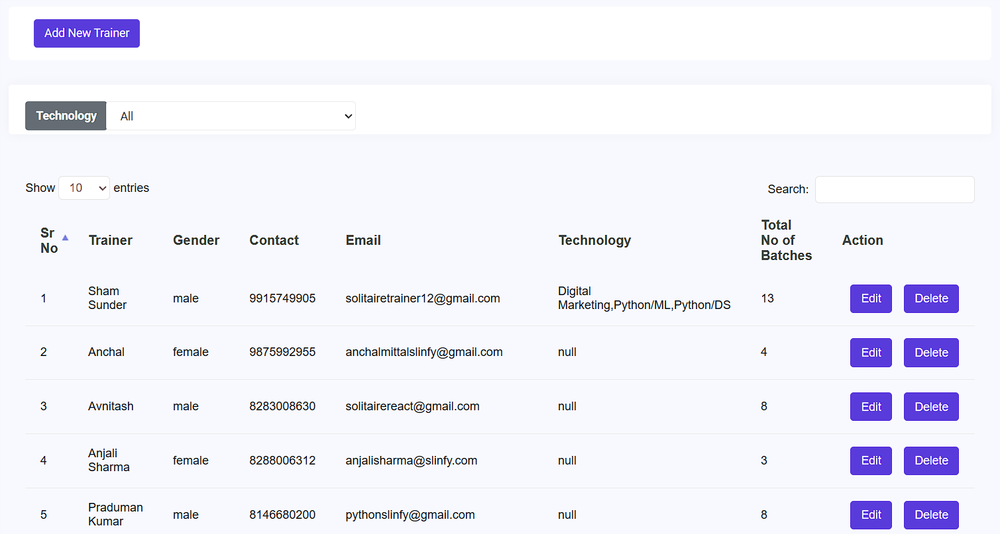 Add New Trainer
Technology All
Show 10 entries Search:
Sr No Trainer Gender Contact Email Technology Total No of Batches Action
1 Sham Sunder male 9915749905 solitairetrainer12@gmail.com Digital Marketing,Python/ML,Python/DS 13 Edit Delete
2 Anchal female 9875992955 anchalmittalslinfy@gmail.com null 4 Edit Delete
3 Avnitash male 8283008630 solitairereact@gmail.com null 8 Edit Delete
4 Anjali Sharma female 8288006312 anjalisharma@slinfy.com null 3 Edit Delete
5 Praduman Kumar male 8146680200 pythonslinfy@gmail.com null 8 Edit Delete